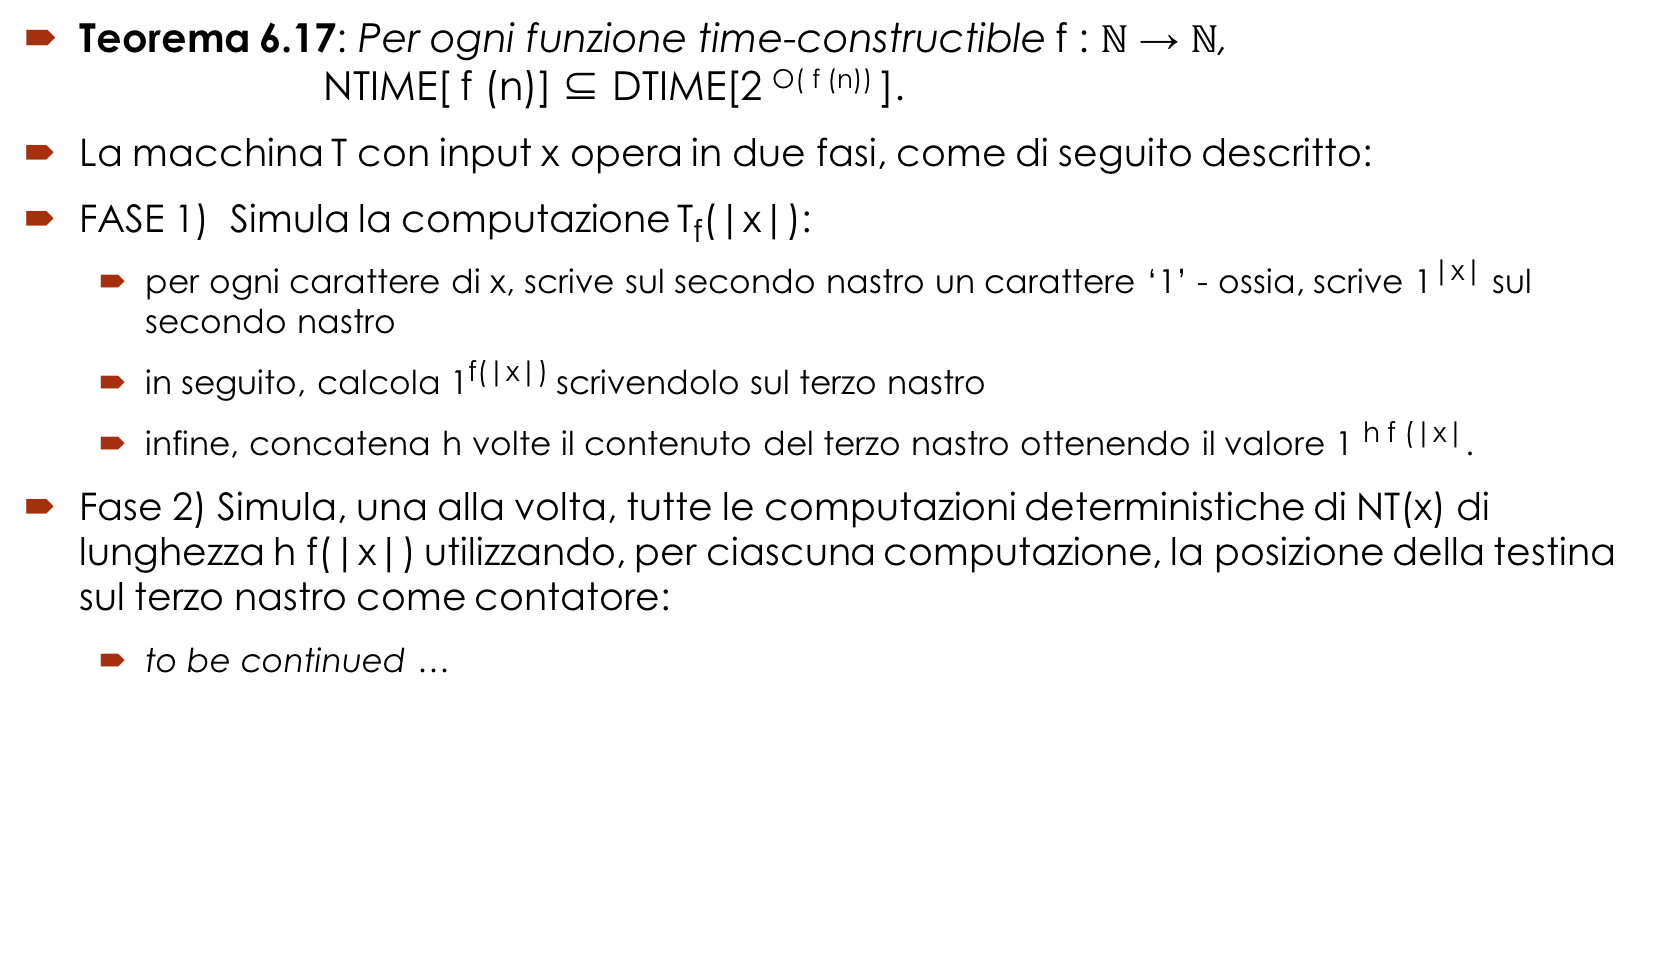 Teorema 6.17: Per ogni funzione time-constructible f : ℕ → ℕ,
NTIME[ f (n)] ⊆ DTIME[2 O( f (n)) ].
La macchina T con input x opera in due fasi, come di seguito descritto:
FASE 1) Simula la computazione Tf(|x|):
per ogni carattere di x, scrive sul secondo nastro un carattere ‘1’ - ossia, scrive 1|x| sul
secondo nastro
in seguito, calcola 1f(|x|) scrivendolo sul terzo nastro
infine, concatena h volte il contenuto del terzo nastro ottenendo il valore 1 h f (|x| .
Fase 2) Simula, una alla volta, tutte le computazioni deterministiche di NT(x) di
lunghezza h f(|x|) utilizzando, per ciascuna computazione, la posizione della testina
sul terzo nastro come contatore:
to be continued …